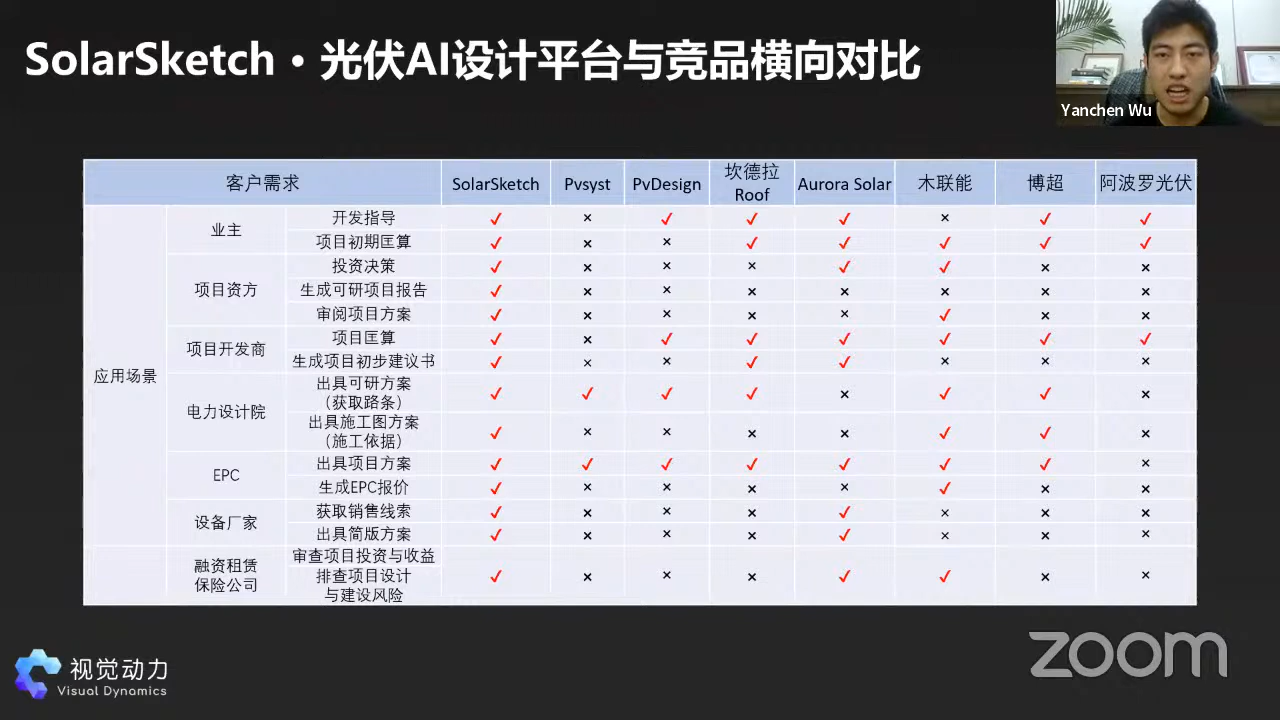 SolarSketch • 光伏AI设计平台与竞品横向对比
Yanchen Wu
客户需求 SolarSketch Pvsyst PvDesign 坎德拉 Roof Aurora Solar 木联能 博超 阿波罗光伏
应用场景
业主
开发指导 ✓ × ✓ ✓ ✓ × ✓ ✓
项目初期匡算 ✓ × × ✓ ✓ ✓ ✓ ✓
项目资方
投资决策 ✓ × × × ✓ ✓ × ×
生成可研项目报告 ✓ × × × × × × ×
审阅项目方案 ✓ × × × × ✓ × ×
项目开发商
项目匡算 ✓ × ✓ ✓ ✓ ✓ ✓ ✓
生成项目初步建议书 ✓ × × ✓ ✓ × × ×
电力设计院
出具可研方案
（获取路条） ✓ ✓ ✓ ✓ × ✓ ✓ ×
出具施工图方案
（施工依据） ✓ × × × × ✓ ✓ ×
EPC
出具项目方案 ✓ ✓ ✓ ✓ ✓ ✓ ✓ ×
生成EPC报价 ✓ × × × × ✓ × ×
设备厂家
获取销售线索 ✓ × × × ✓ × × ×
出具简版方案 ✓ × × × ✓ × × ×
融资租赁
保险公司
审查项目投资与收益
排查项目设计
与建设风险 ✓ × × × ✓ ✓ × ×
视觉动力
Visual Dynamics
zoom